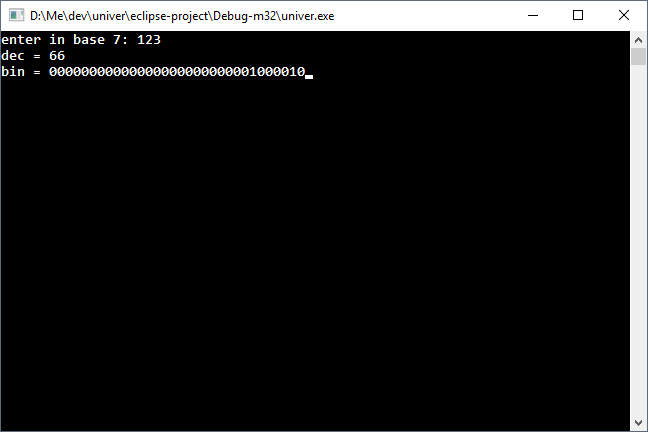 D:\Me\dev\univer\eclipse-project\Debug-m32\univer.exe
enter in base 7: 123
dec = 66
bin = 00000000000000000000000001000010